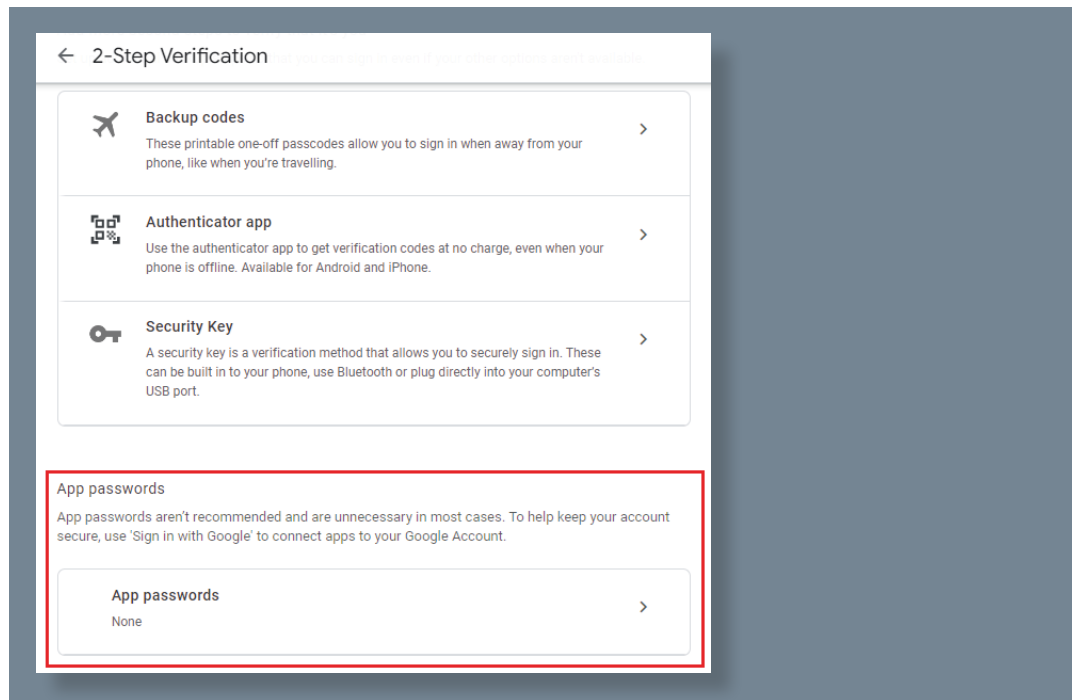 2-Step Verification
Backup codes
These printable one-off passcodes allow you to sign in when away from your
phone, like when you're travelling.
Authenticator app
Use the authenticator app to get verification codes at no charge, even when your
phone is offline. Available for Android and iPhone.
Security Key
A security key is a verification method that allows you to securely sign in. These
can be built in to your phone, use Bluetooth or plug directly into your computer's
USB port.
App passwords
App passwords aren't recommended and are unnecessary in most cases. To help keep your account
secure, use 'Sign in with Google' to connect apps to your Google Account.
App passwords
None